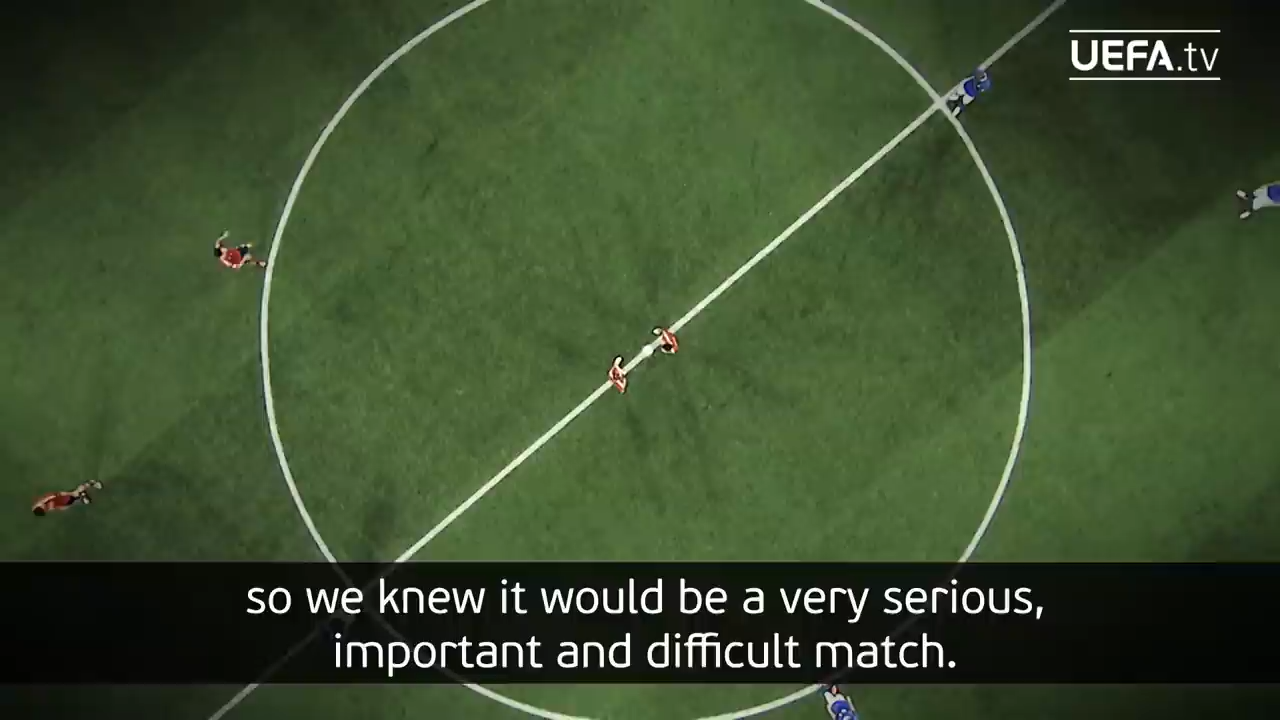 UEFA.tv
so we knew it would be a very serious,
important and difficult match.